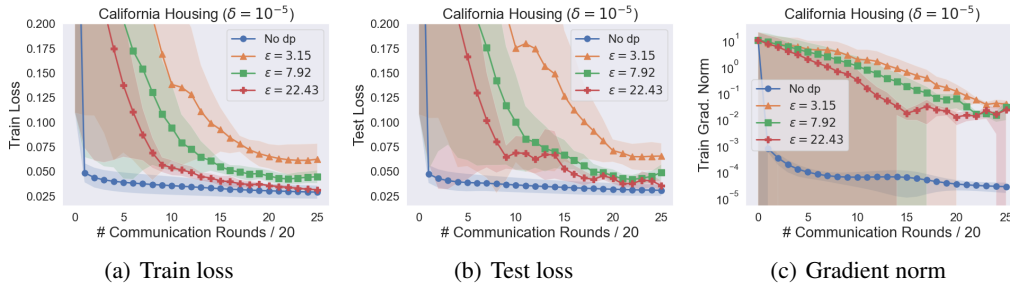 California Housing (δ = 10⁻⁵)
0.200
0.175
0.150
0.125
0.100
0.075
0.050
0.025
Train Loss
No dp
ε = 3.15
ε = 7.92
ε = 22.43
0 5 10 15 20 25
# Communication Rounds / 20
(a) Train loss
California Housing (δ = 10⁻⁵)
0.200
0.175
0.150
0.125
0.100
0.075
0.050
0.025
Test Loss
No dp
ε = 3.15
ε = 7.92
ε = 22.43
0 5 10 15 20 25
# Communication Rounds / 20
(b) Test loss
California Housing (δ = 10⁻⁵)
10¹
10⁰
10⁻¹
10⁻²
10⁻³
10⁻⁴
10⁻⁵
Train Grad. Norm
No dp
ε = 3.15
ε = 7.92
ε = 22.43
0 5 10 15 20 25
# Communication Rounds / 20
(c) Gradient norm